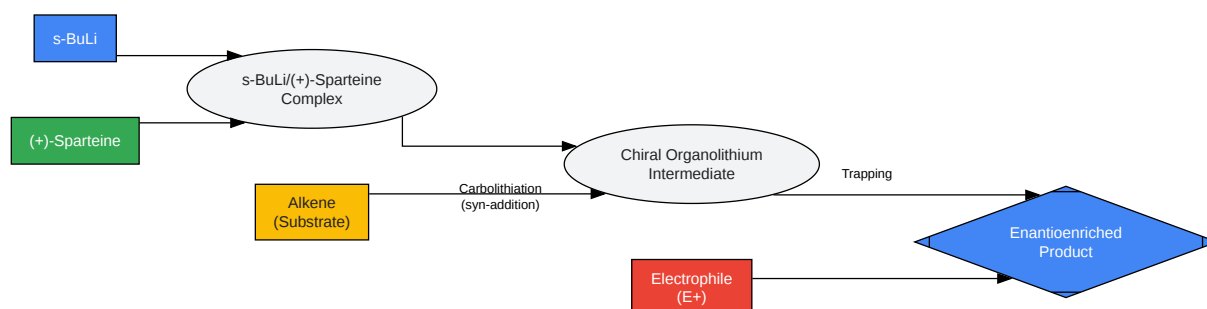 s-BuLi
s-BuLi/(+)-Sparteine
Complex
(+)-Sparteine
Chiral Organolithium
Intermediate
Trapping
Carbolithiation
(syn-addition)
Alkene
(Substrate)
Enantioenriched
Product
Electrophile
(E+)